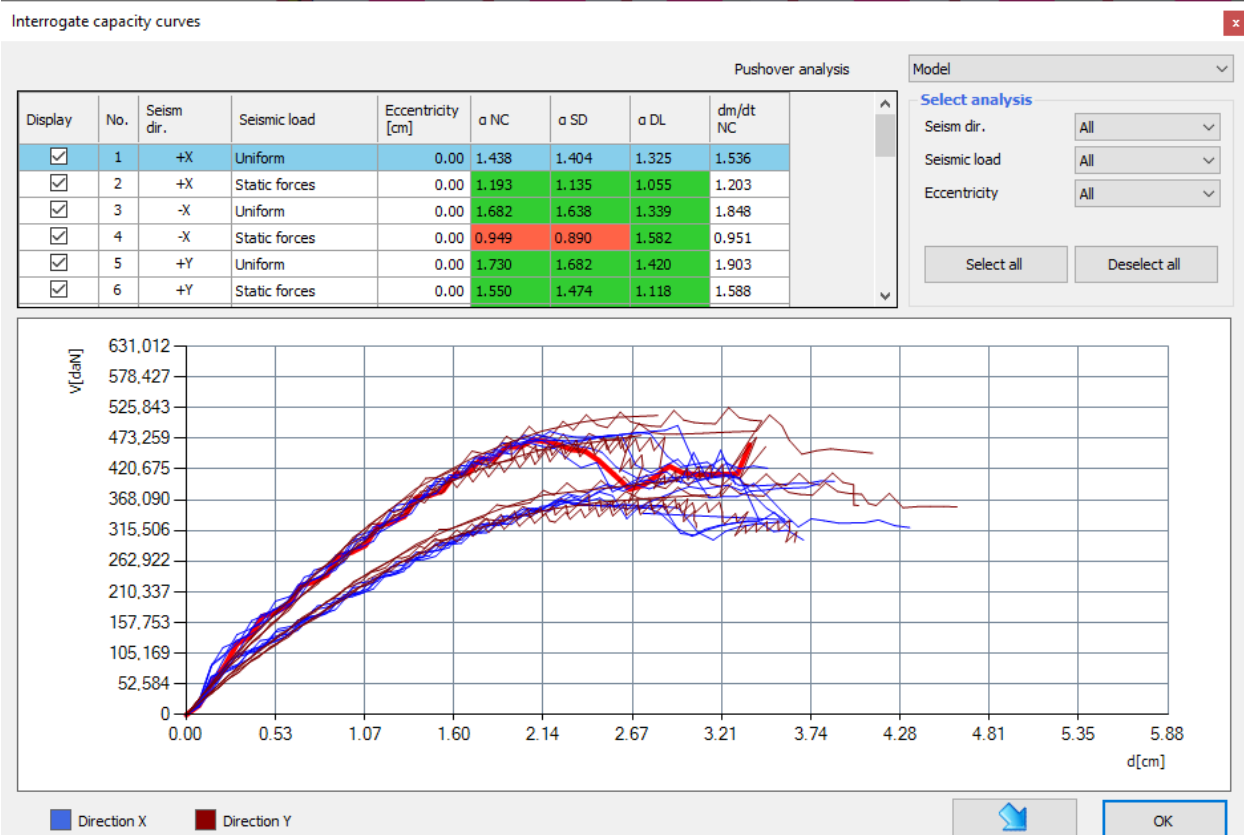 Interrogate capacity curves
x
Pushover analysis Model
Display No. Seism dir. Seismic load Eccentricity [cm] α NC α SD α DL dm/dt NC
1 +X Uniform 0.00 1.438 1.404 1.325 1.536
2 +X Static forces 0.00 1.193 1.135 1.055 1.203
3 -X Uniform 0.00 1.682 1.638 1.339 1.848
4 -X Static forces 0.00 0.949 0.890 1.582 0.951
5 +Y Uniform 0.00 1.730 1.682 1.420 1.903
6 +Y Static forces 0.00 1.550 1.474 1.118 1.588
Select analysis
Seism dir. All
Seismic load All
Eccentricity All
Select all Deselect all
V[daN]
631,012
578,427
525,843
473,259
420,675
368,090
315,506
262,922
210,337
157,753
105,169
52,584
0
0.00 0.53 1.07 1.60 2.14 2.67 3.21 3.74 4.28 4.81 5.35 5.88
d[cm]
Direction X Direction Y
OK